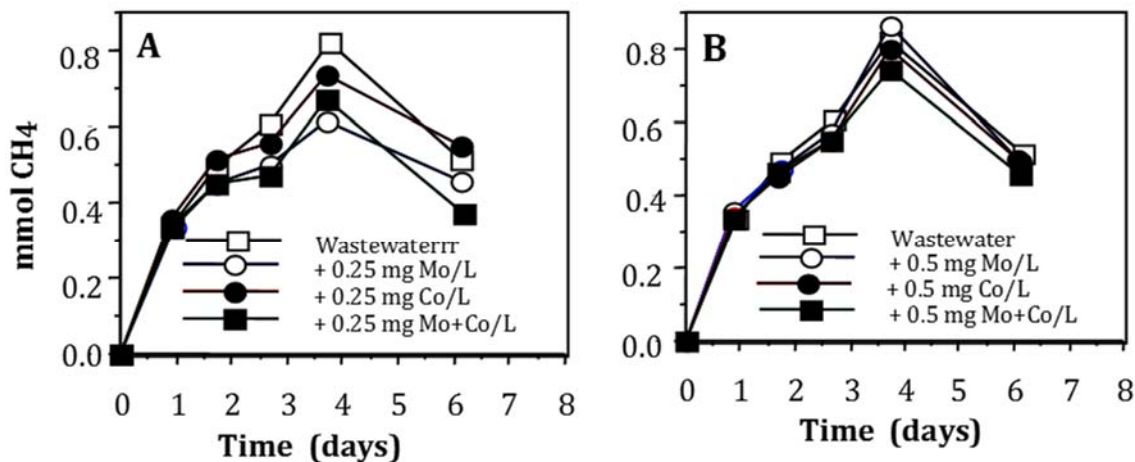 A
mmol CH4
0.8
0.6
0.4
0.2
0.0
Wastewaterrr
+ 0.25 mg Mo/L
+ 0.25 mg Co/L
+ 0.25 mg Mo+Co/L
0 1 2 3 4 5 6 7 8
Time (days)
B
0.8
0.6
0.4
0.2
0.0
Wastewater
+ 0.5 mg Mo/L
+ 0.5 mg Co/L
+ 0.5 mg Mo+Co/L
0 1 2 3 4 5 6 7 8
Time (days)